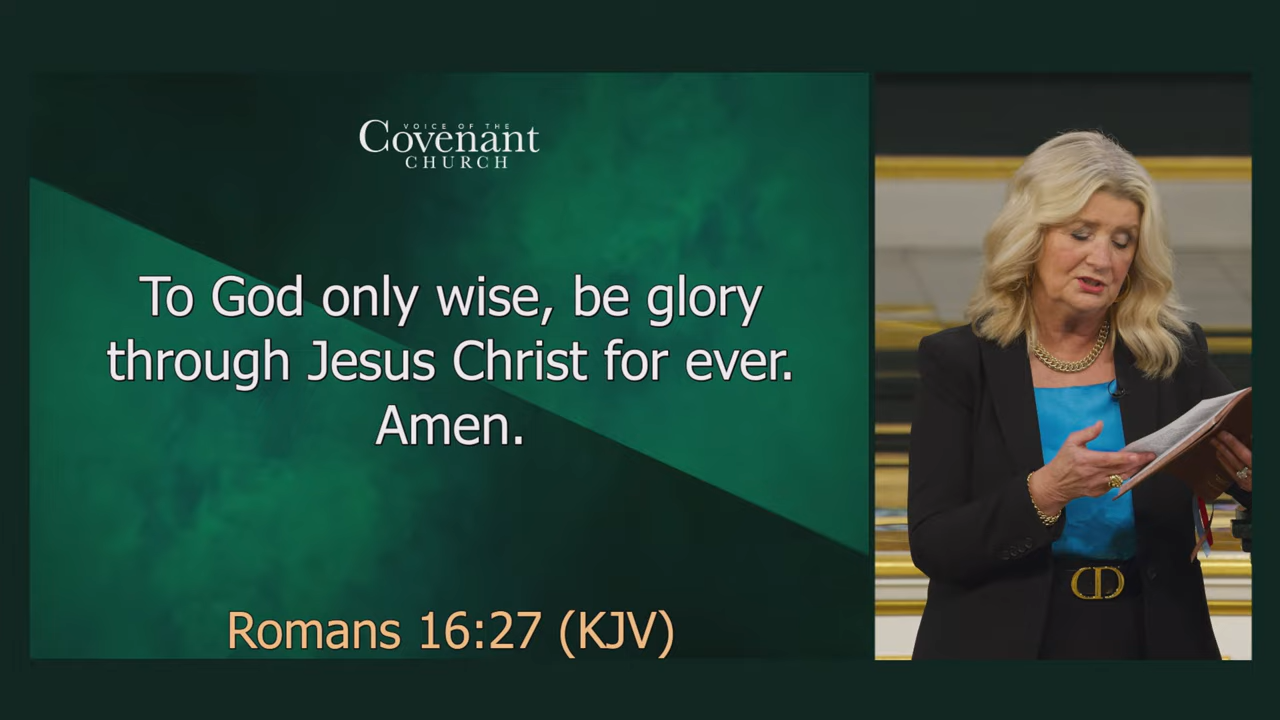 VOICE OF THE
Covenant
CHURCH
To God only wise, be glory
through Jesus Christ for ever.
Amen.
Romans 16:27 (KJV)